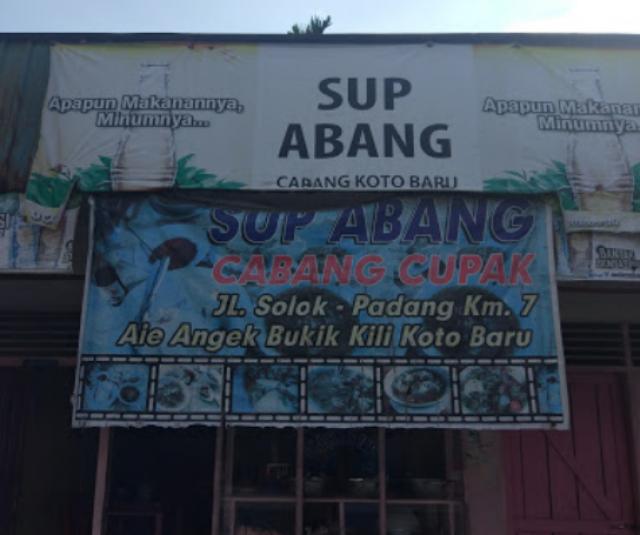 Apapun Makanannya,
Minumnya...
SUP
ABANG
CABANG KOTO BARU
Apapun Makanan
Minumnya
SUP ABANG
CABANG CUPAK
JL. Solok - Padang Km. 7
Aie Angek Bukik Kili Koto Baru